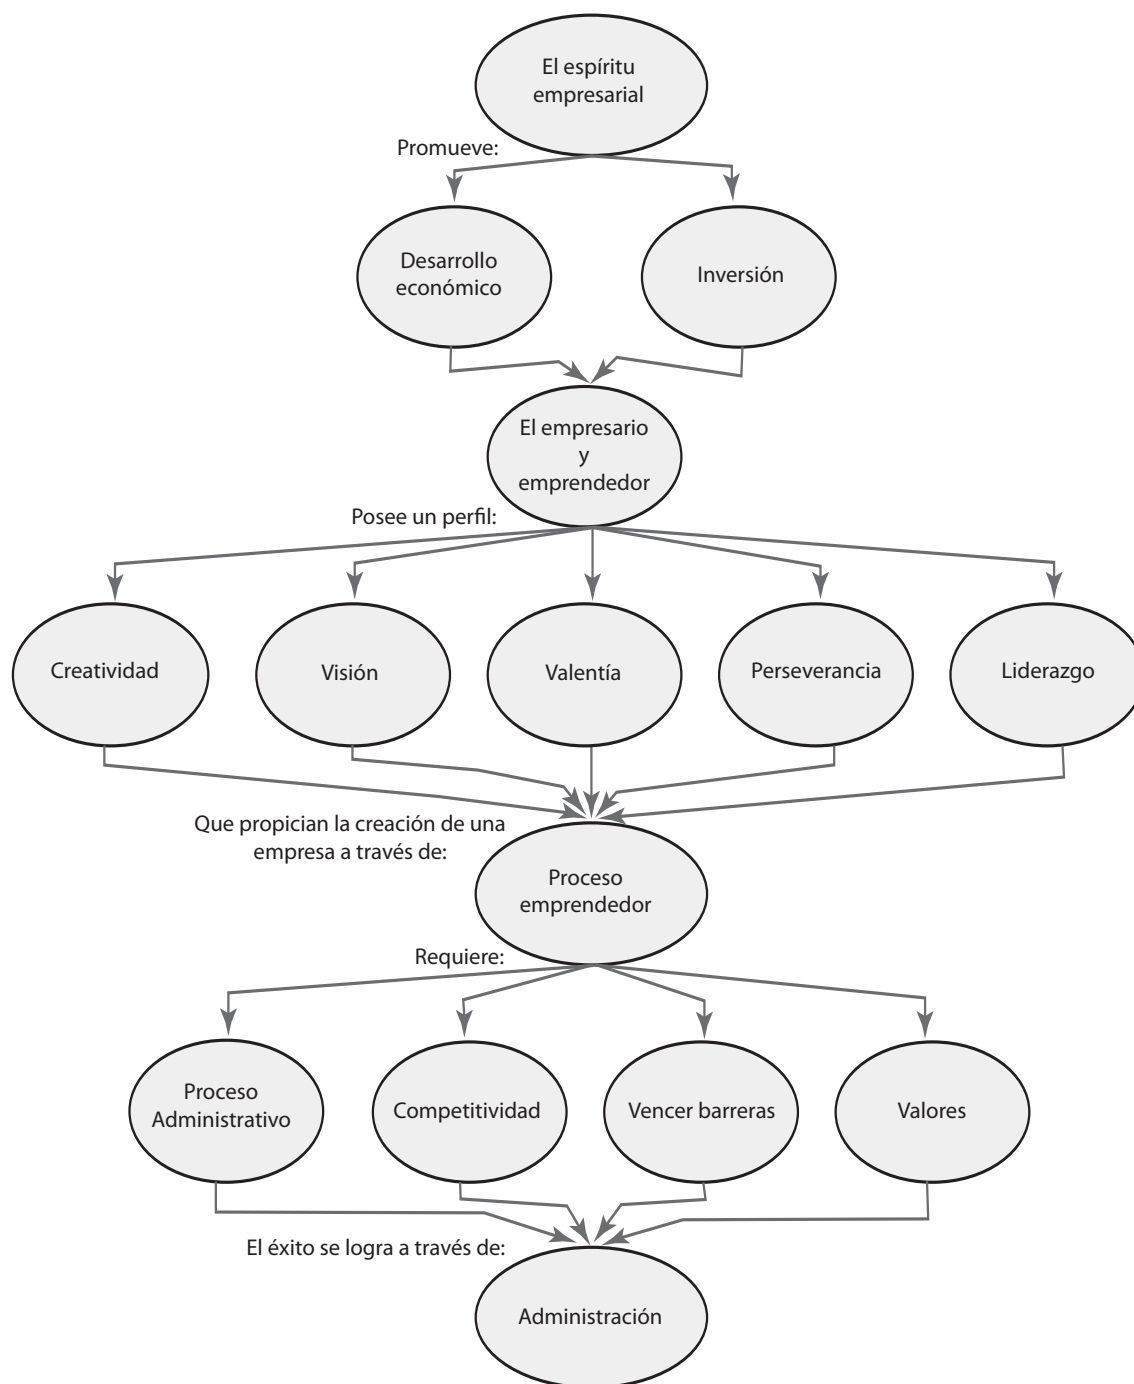 El espíritu
empresarial
Promueve:
Desarrollo
económico
Inversión
El empresario
y
emprendedor
Posee un perfil:
Creatividad
Visión
Valentía
Perseverancia
Liderazgo
Que propician la creación de una
empresa a través de:
Proceso
emprendedor
Requiere:
Proceso
Administrativo
Competitividad
Vencer barreras
Valores
El éxito se logra a través de:
Administración